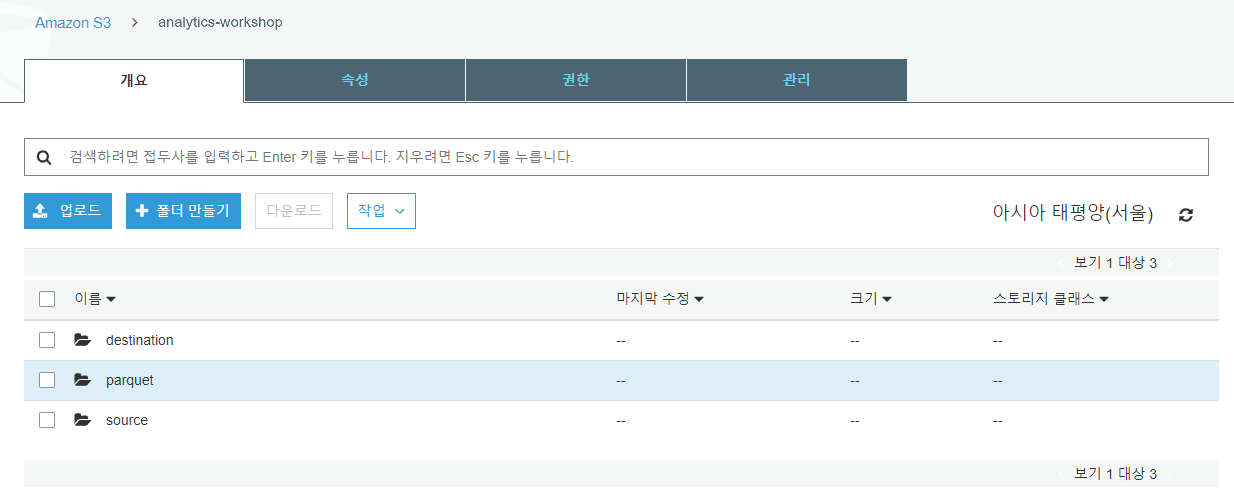 Amazon S3 > analytics-workshop
개요 속성 권한 관리
검색하려면 접두사를 입력하고 Enter 키를 누릅니다. 지우려면 Esc 키를 누릅니다.
업로드 + 폴더 만들기 다운로드 작업 아시아 태평양(서울)
보기 1 대상 3
이름 마지막 수정 크기 스토리지 클래스
destination -- -- --
parquet -- -- --
source -- -- --
보기 1 대상 3